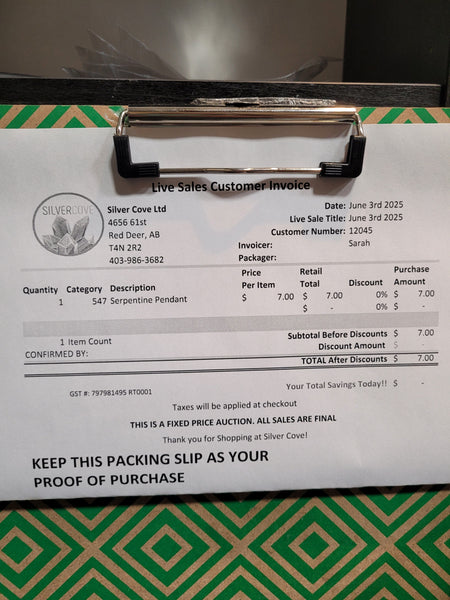 Live Sales Customer Invoice
SILVERCOVE
Silver Cove Ltd
4656 61st
Red Deer, AB
T4N 2R2
403-986-3682
Date: June 3rd 2025
Live Sale Title: June 3rd 2025
Customer Number: 12045
Invoicer: Sarah
Packager:
Quantity Category Description Price Per Item Retail Total Discount Purchase Amount
1 547 Serpentine Pendant $ 7.00 $ 7.00 0% $ 7.00
0% $ -
1 Item Count
Subtotal Before Discounts $ 7.00
CONFIRMED BY:
Discount Amount $ -
TOTAL After Discounts $ 7.00
GST #: 797981495 RT0001
Your Total Savings Today!! $ -
Taxes will be applied at checkout
THIS IS A FIXED PRICE AUCTION. ALL SALES ARE FINAL
Thank you for Shopping at Silver Cove!
KEEP THIS PACKING SLIP AS YOUR
PROOF OF PURCHASE